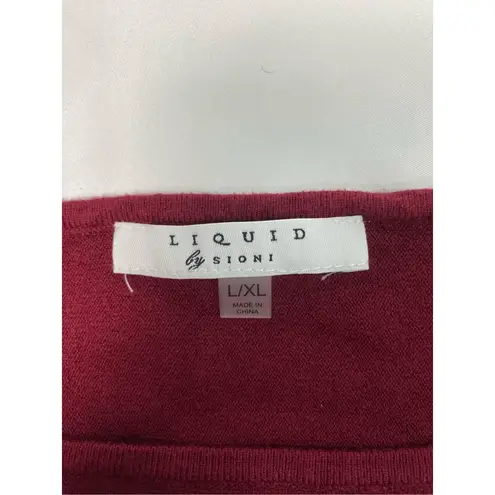 LIQUID
by SIONI
L/XL
MADE IN
CHINA